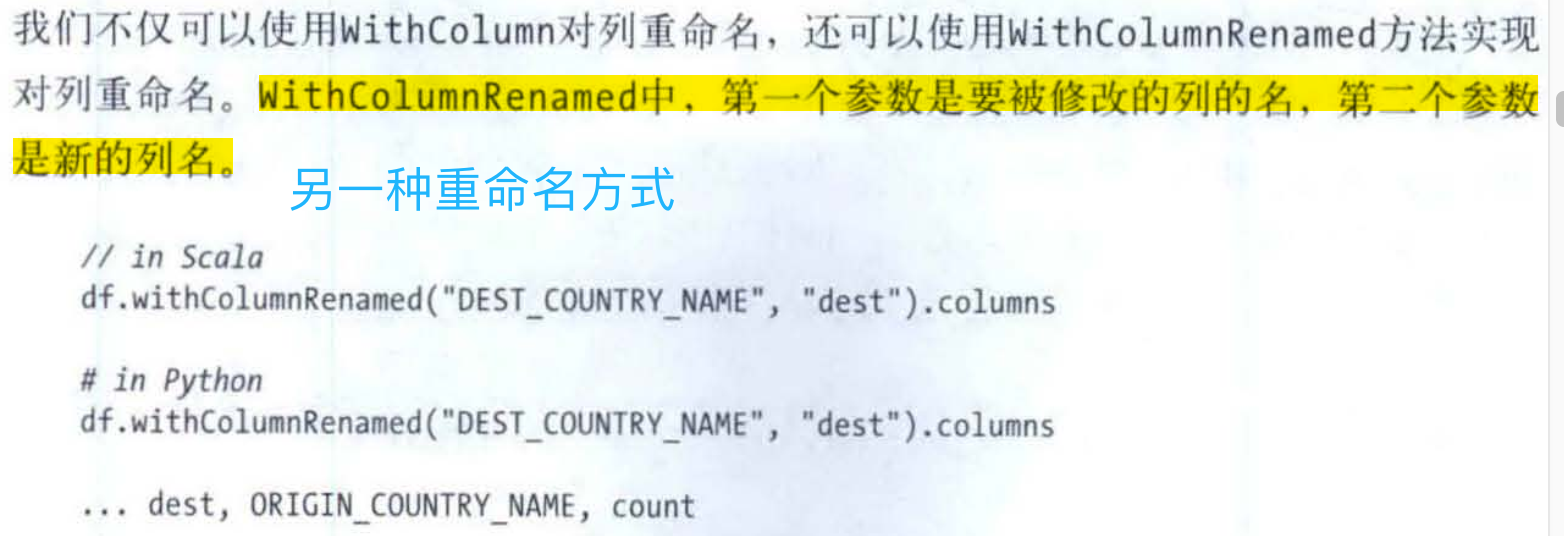 我们不仅可以使用WithColumn对列重命名，还可以使用WithColumnRenamed方法实现
对列重命名。WithColumnRenamed中，第一个参数是要被修改的列的名，第二个参数
是新的列名。
另一种重命名方式
// in Scala
df.withColumnRenamed("DEST_COUNTRY_NAME", "dest").columns
# in Python
df.withColumnRenamed("DEST_COUNTRY_NAME", "dest").columns
... dest, ORIGIN_COUNTRY_NAME, count